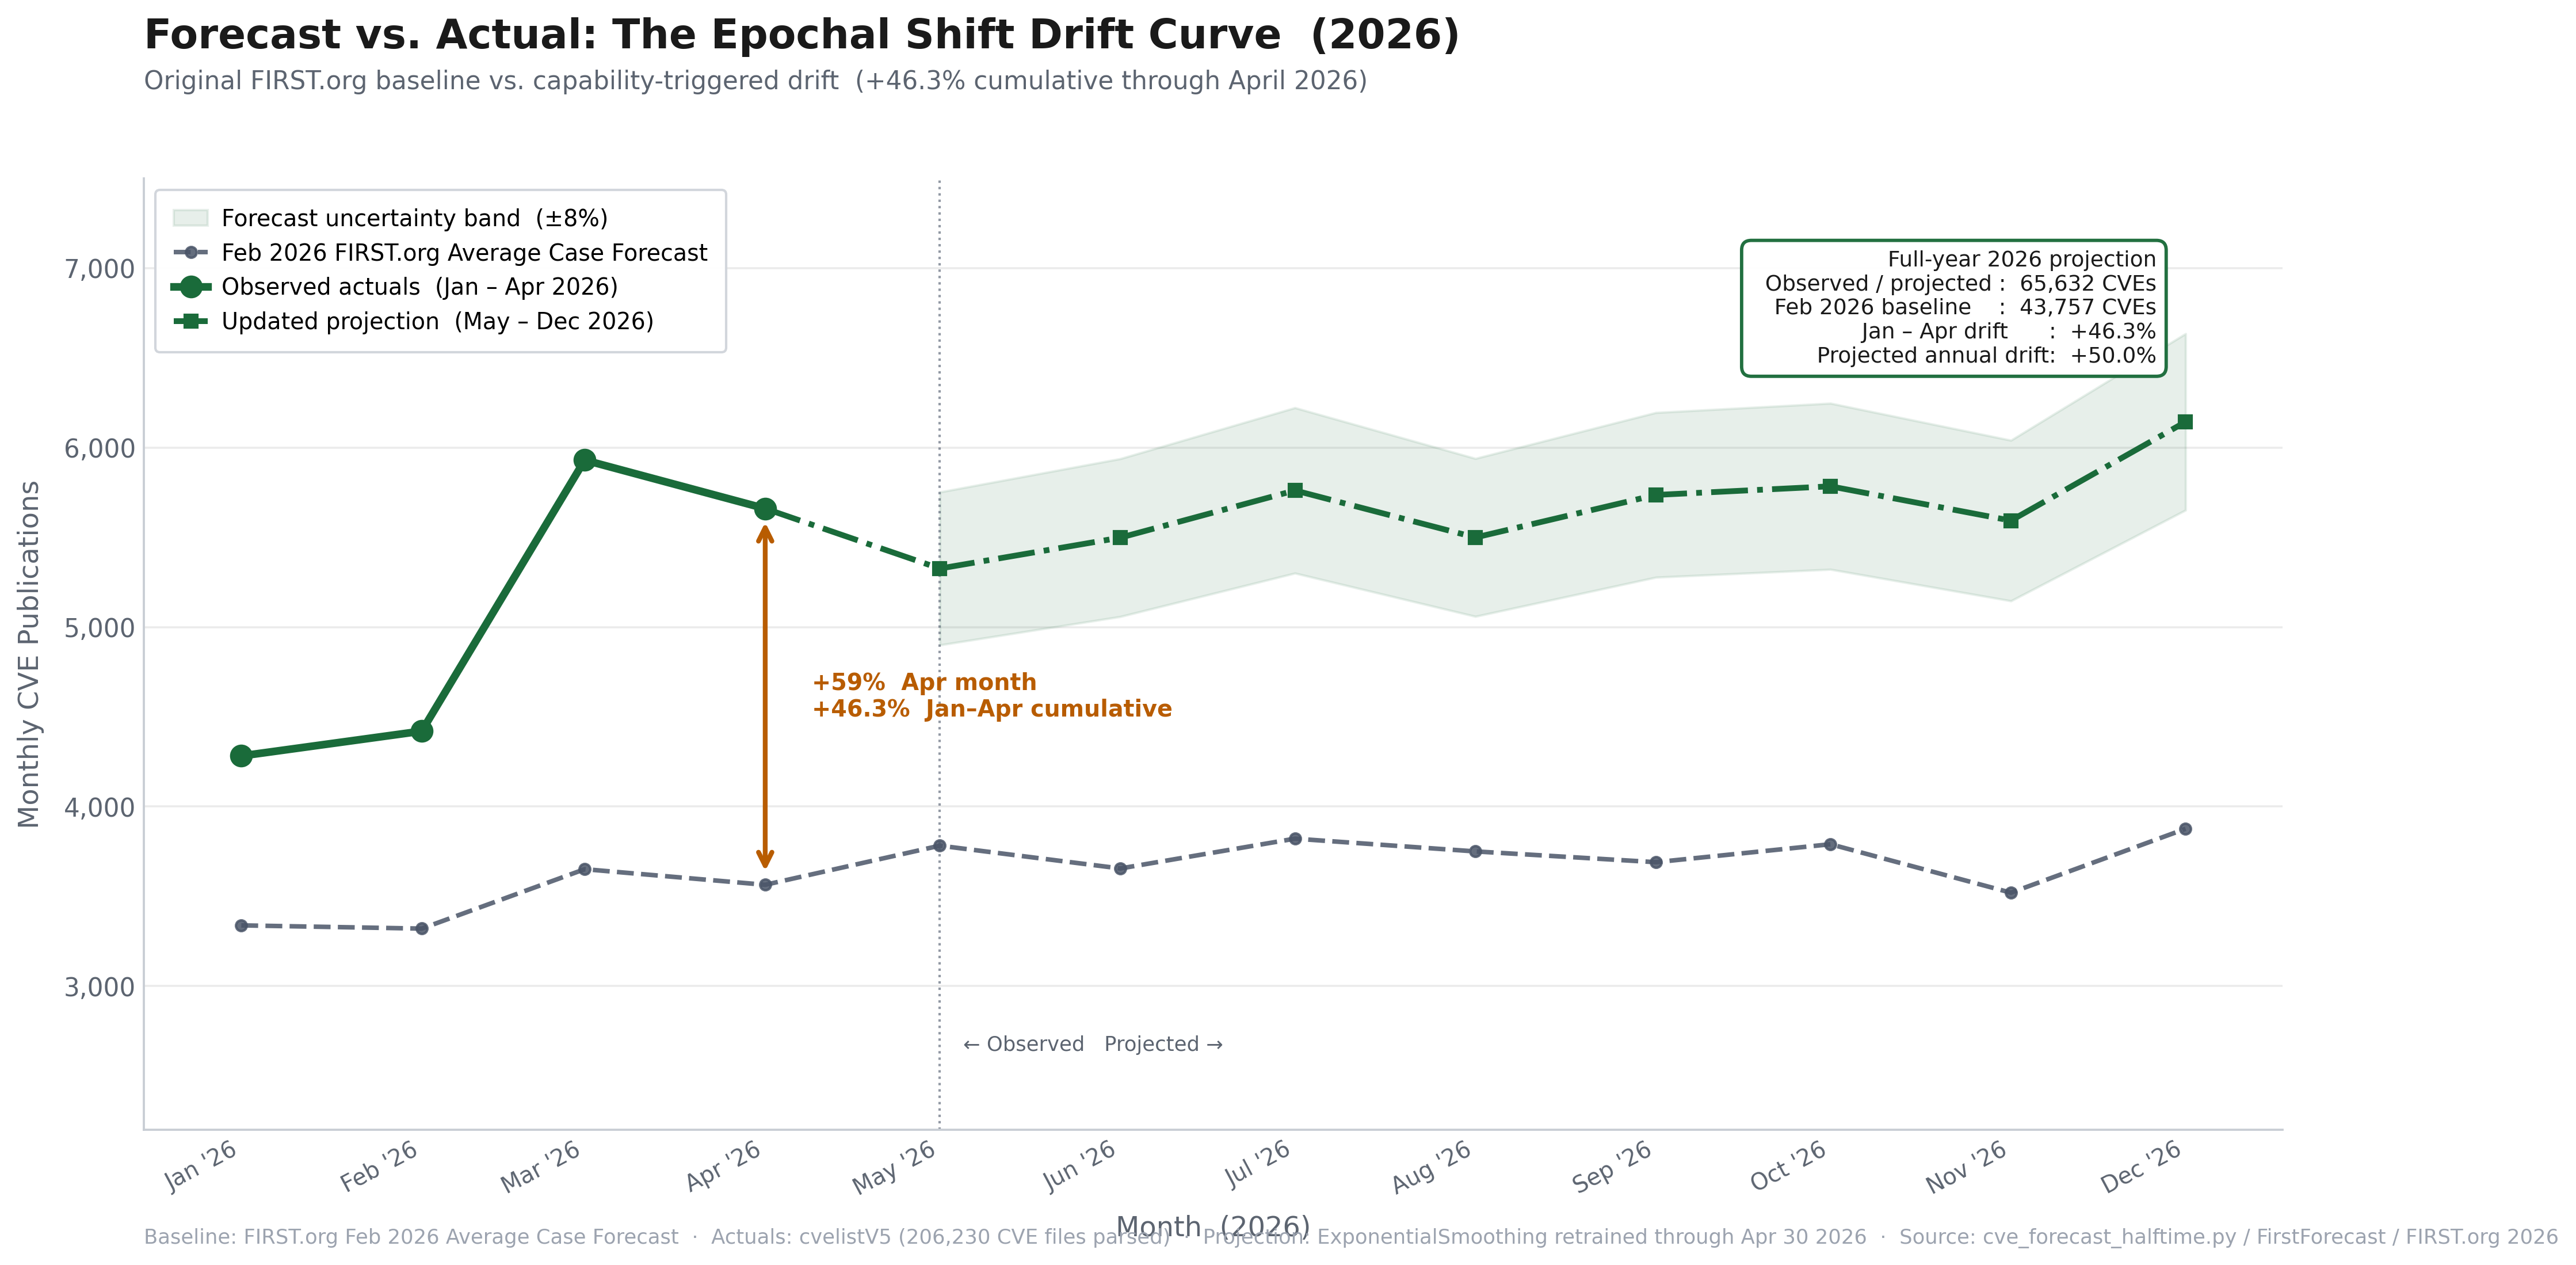 Forecast vs. Actual: The Epochal Shift Drift Curve  (2026)
Original FIRST.org baseline vs. capability-triggered drift  (+46.3% cumulative through April 2026)
Forecast uncertainty band  (±8%)
Feb 2026 FIRST.org Average Case Forecast
Observed actuals  (Jan – Apr 2026)
Updated projection  (May – Dec 2026)
Full-year 2026 projection
Observed / projected :  65,632 CVEs
Feb 2026 baseline    :  43,757 CVEs
Jan – Apr drift      :  +46.3%
Projected annual drift:  +50.0%
7,000
6,000
5,000
4,000
3,000
Monthly CVE Publications
+59%  Apr month
+46.3%  Jan–Apr cumulative
← Observed   Projected →
Jan '26
Feb '26
Mar '26
Apr '26
May '26
Jun '26
Jul '26
Aug '26
Sep '26
Oct '26
Nov '26
Dec '26
Month  (2026)
Baseline: FIRST.org Feb 2026 Average Case Forecast  ·  Actuals: cvelistV5 (206,230 CVE files parsed)  ·  Projection: ExponentialSmoothing retrained through Apr 30 2026  ·  Source: cve_forecast_halftime.py / FirstForecast / FIRST.org 2026